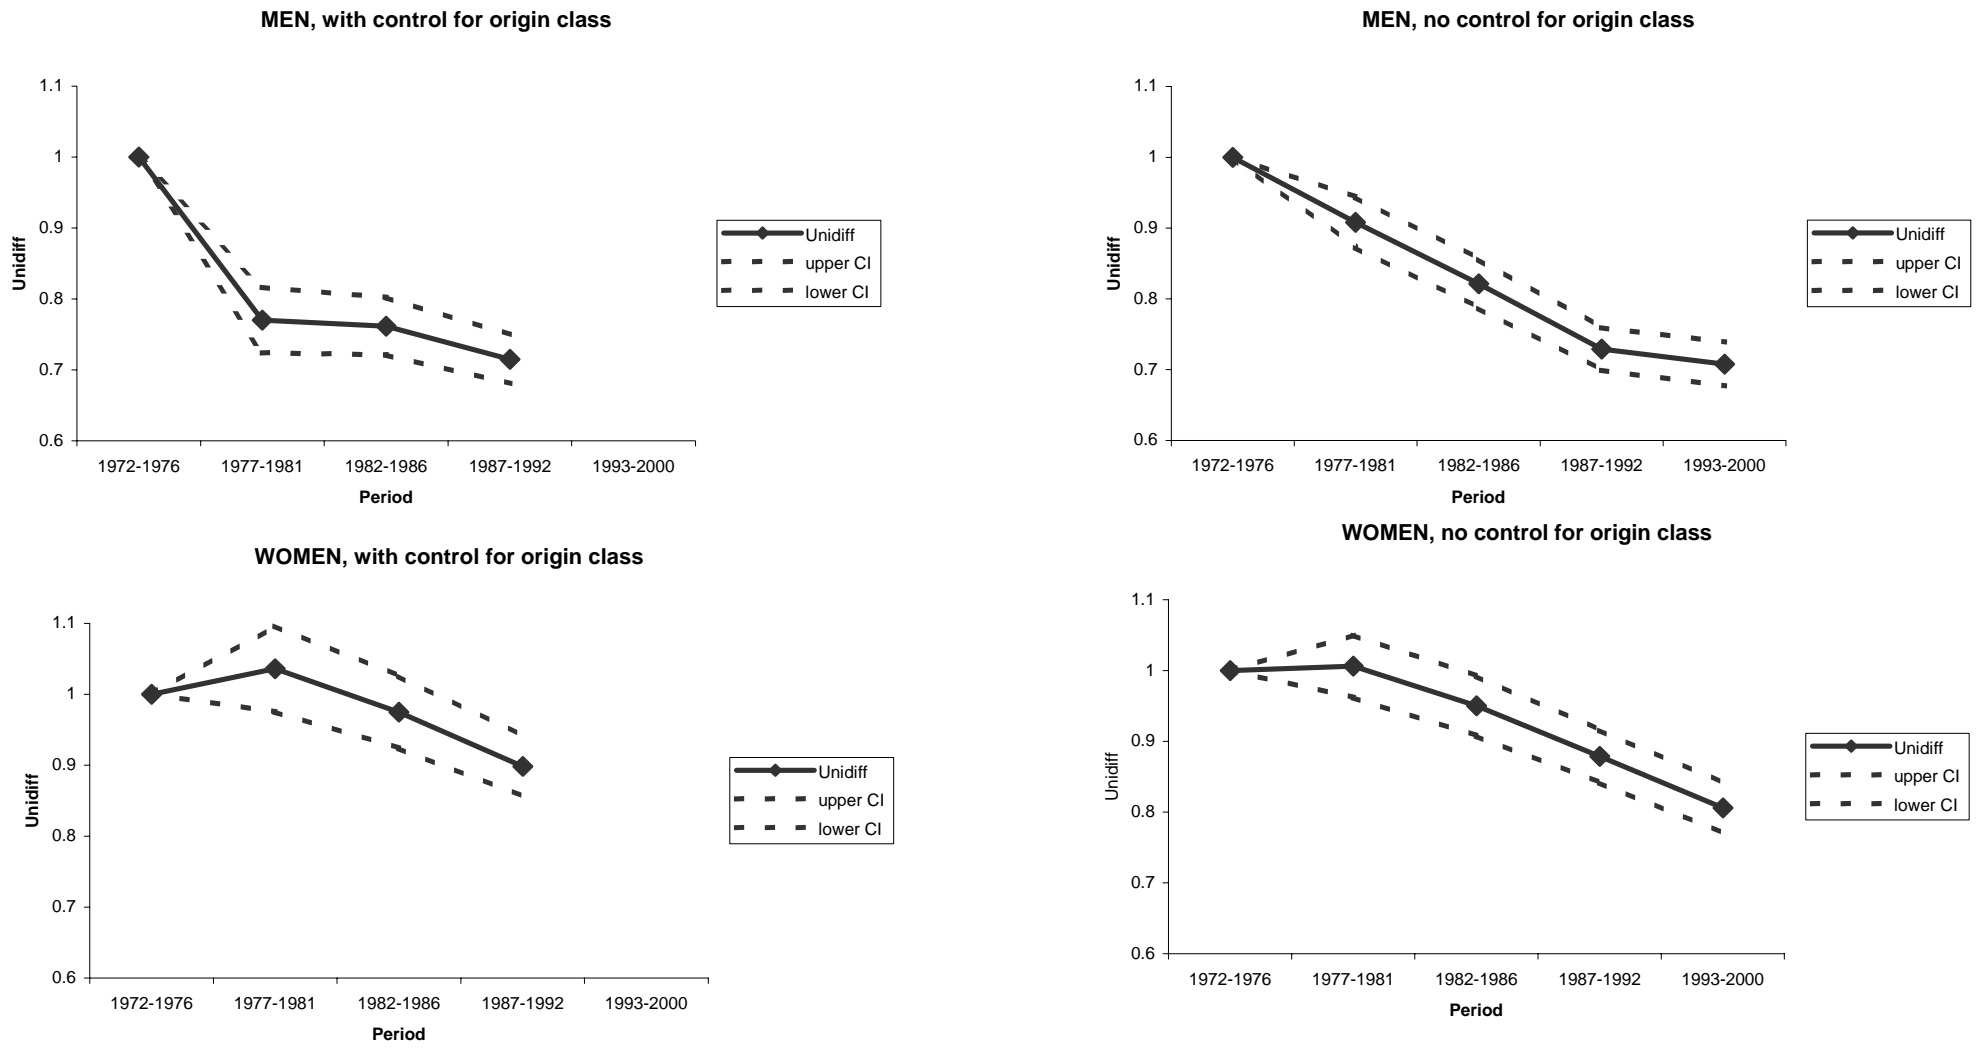 MEN, with control for origin class
1.1
1
0.9
0.8
0.7
0.6
Unidiff
1972-1976 1977-1981 1982-1986 1987-1992 1993-2000
Period
Unidiff
upper CI
lower CI
MEN, no control for origin class
1.1
1
0.9
0.8
0.7
0.6
Unidiff
1972-1976 1977-1981 1982-1986 1987-1992 1993-2000
Period
Unidiff
upper CI
lower CI
WOMEN, with control for origin class
1.1
1
0.9
0.8
0.7
0.6
Unidiff
1972-1976 1977-1981 1982-1986 1987-1992 1993-2000
Period
Unidiff
upper CI
lower CI
WOMEN, no control for origin class
1.1
1
0.9
0.8
0.7
0.6
Unidiff
1972-1976 1977-1981 1982-1986 1987-1992 1993-2000
Period
Unidiff
upper CI
lower CI